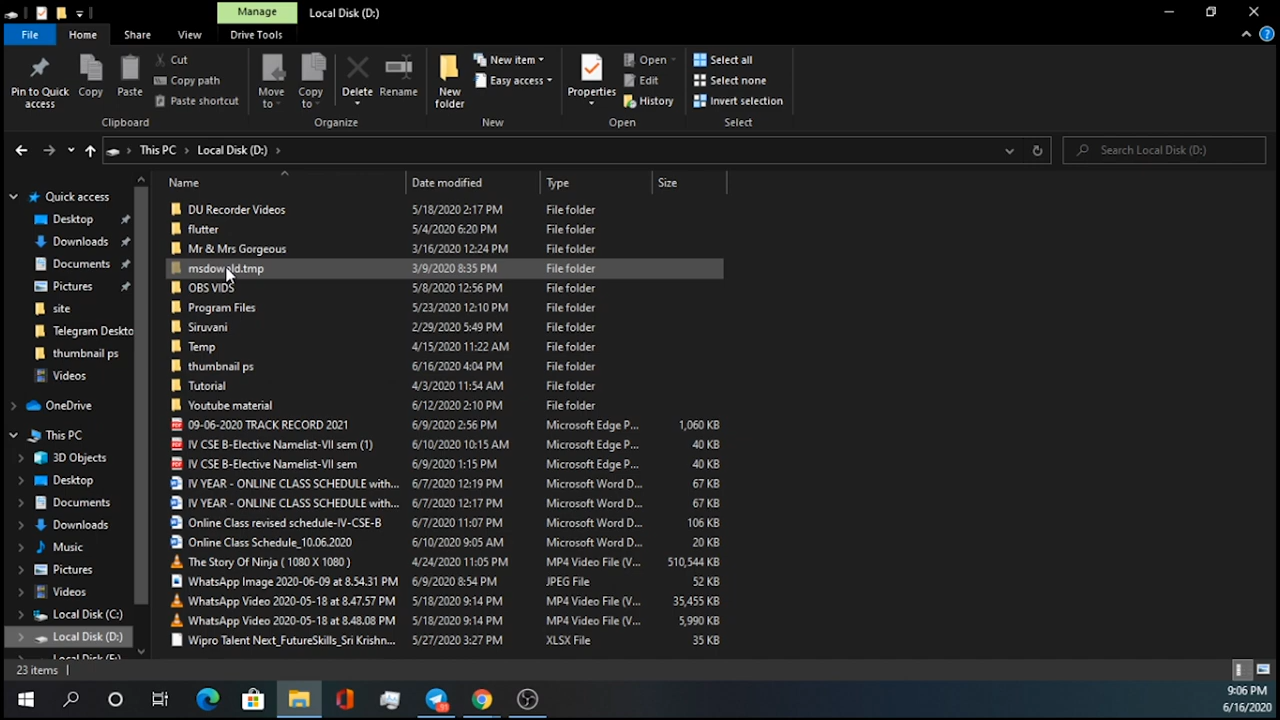 Manage
Local Disk (D:)
File
Home
Share
View
Drive Tools
Pin to Quick access
Copy
Paste
Cut
Copy path
Paste shortcut
Clipboard
Move to
Copy to
Delete
Rename
Organize
New folder
New item
Easy access
New
Properties
Open
Edit
History
Open
Select all
Select none
Invert selection
Select
This PC
Local Disk (D:)
Search Local Disk (D:)
Name Date modified Type Size
Quick access
Desktop
Downloads
Documents
Pictures
site
Telegram Deskto
thumbnail ps
Videos
OneDrive
This PC
3D Objects
Desktop
Documents
Downloads
Music
Pictures
Videos
Local Disk (C:)
Local Disk (D:)
DU Recorder Videos 5/18/2020 2:17 PM File folder
flutter 5/4/2020 6:20 PM File folder
Mr & Mrs Gorgeous 3/16/2020 12:24 PM File folder
3/9/2020 8:35 PM File folder
OBS VIDS 5/8/2020 12:56 PM File folder
Program Files 5/23/2020 12:10 PM File folder
Siruvani 2/29/2020 5:49 PM File folder
Temp 4/15/2020 11:22 AM File folder
thumbnail ps 6/16/2020 4:04 PM File folder
Tutorial 4/3/2020 11:54 AM File folder
Youtube material 6/12/2020 2:10 PM File folder
09-06-2020 TRACK RECORD 2021 6/9/2020 2:56 PM Microsoft Edge P... 1,060 KB
IV CSE B-Elective Namelist-VII sem (1) 6/10/2020 10:15 AM Microsoft Edge P... 40 KB
IV CSE B-Elective Namelist-VII sem 6/9/2020 1:15 PM Microsoft Edge P... 40 KB
IV YEAR - ONLINE CLASS SCHEDULE with... 6/7/2020 12:19 PM Microsoft Word D... 67 KB
IV YEAR - ONLINE CLASS SCHEDULE with... 6/7/2020 12:17 PM Microsoft Word D... 67 KB
Online Class revised schedule-IV-CSE-B 6/7/2020 11:07 PM Microsoft Word D... 106 KB
Online Class Schedule_10.06.2020 6/10/2020 9:05 AM Microsoft Word D... 20 KB
The Story Of Ninja ( 1080 X 1080 ) 4/24/2020 11:05 PM MP4 Video File (V... 510,544 KB
WhatsApp Image 2020-06-09 at 8.54.31 PM 6/9/2020 8:54 PM JPEG File 52 KB
WhatsApp Video 2020-05-18 at 8.47.57 PM 5/18/2020 9:14 PM MP4 Video File (V... 35,455 KB
WhatsApp Video 2020-05-18 at 8.48.08 PM 5/18/2020 9:14 PM MP4 Video File (V... 5,990 KB
Wipro Talent Next_FutureSkills_Sri Krishn... 5/27/2020 3:27 PM XLSX File 35 KB
23 items
9:06 PM
6/16/2020